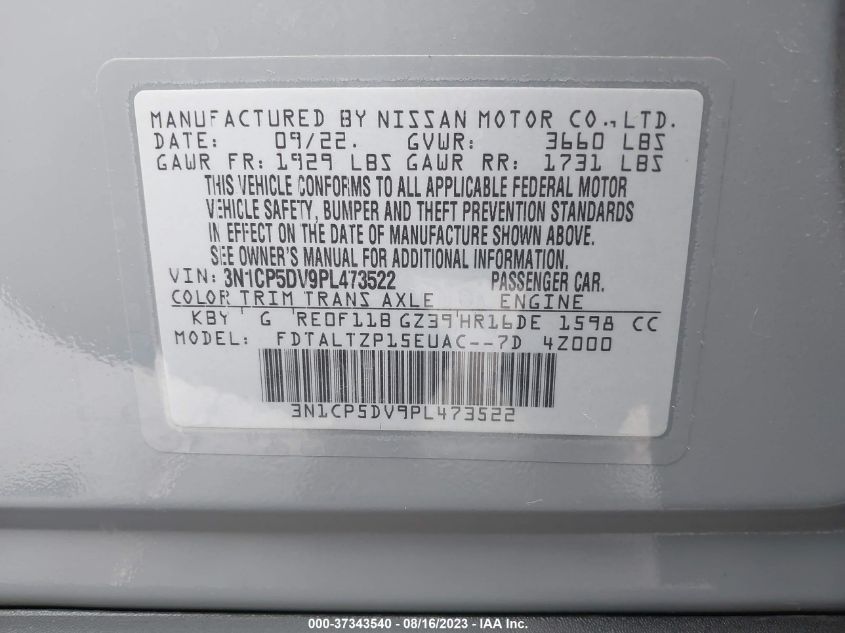 MANUFACTURED BY NISSAN MOTOR CO., LTD.
DATE: 09/22. GVWR: 3660 LBS
GAWR FR: 1929 LBS GAWR RR: 1731 LBS
THIS VEHICLE CONFORMS TO ALL APPLICABLE FEDERAL MOTOR
VEHICLE SAFETY, BUMPER AND THEFT PREVENTION STANDARDS
IN EFFECT ON THE DATE OF MANUFACTURE SHOWN ABOVE.
SEE OWNER'S MANUAL FOR ADDITIONAL INFORMATION.
VIN: 3N1CP5DV9PL473522 PASSENGER CAR.
COLOR TRIM TRANS AXLE ENGINE
KBY G RE0F11B GZ39 HR16DE 1598 CC
MODEL: FDTALTZP15EUAC--7D 4Z000
3N1CP5DV9PL473522
000-37343540 - 08/16/2023 - IAA Inc.